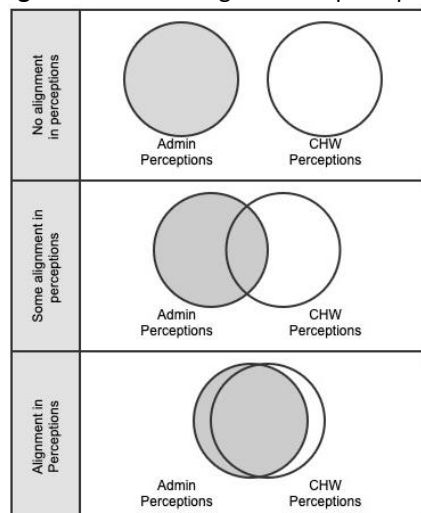 No alignment
in perceptions
Admin
Perceptions
CHW
Perceptions
Some alignment in
perceptions
Admin
Perceptions
CHW
Perceptions
Alignment in
Perceptions
Admin
Perceptions
CHW
Perceptions